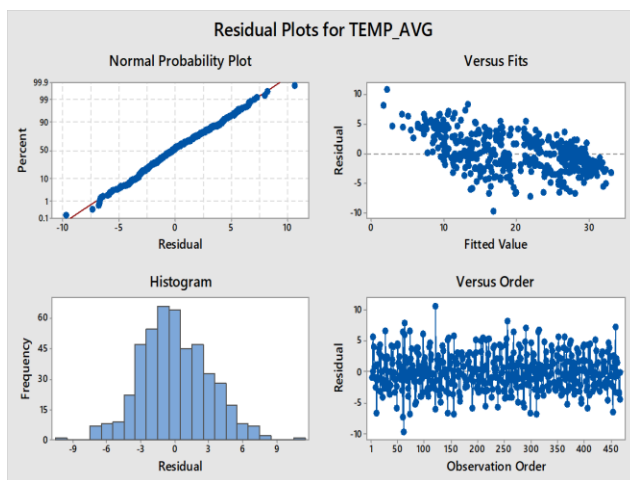 Residual Plots for TEMP_AVG
Normal Probability Plot
99.9
99
90
50
10
1
0.1
Percent
-10 -5 0 5 10
Residual
Versus Fits
10
5
0
-5
-10
Residual
0 10 20 30
Fitted Value
Histogram
60
45
30
15
0
Frequency
-9 -6 -3 0 3 6 9
Residual
Versus Order
10
5
0
-5
-10
Residual
1 50 100 150 200 250 300 350 400 450
Observation Order